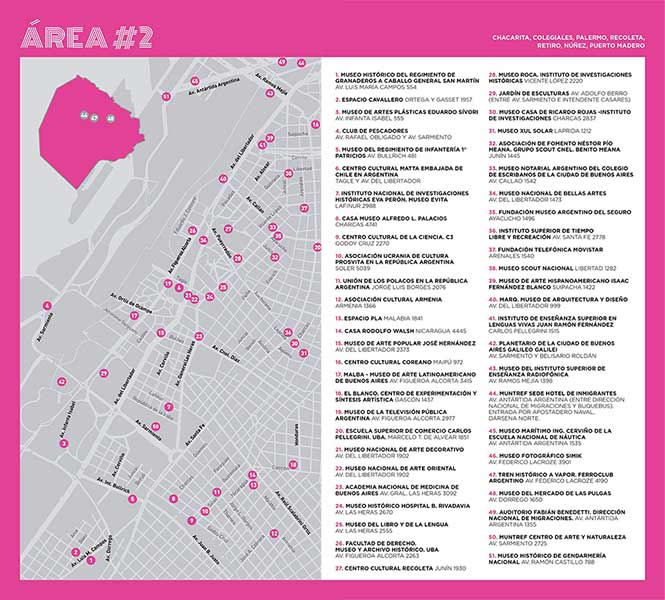 ÁREA #2
CHACARITA, COLEGIALES, PALERMO, RECOLETA,
RETIRO, NÚÑEZ, PUERTO MADERO
1. MUSEO HISTÓRICO DEL REGIMIENTO DE
GRANADEROS A CABALLO GENERAL SAN MARTÍN
AV. LUIS MARÍA CAMPOS 554
2. ESPACIO CAVALLERO ORTEGA Y GASSET 1957
3. MUSEO DE ARTES PLÁSTICAS EDUARDO SÍVORI
AV. INFANTA ISABEL 555
4. CLUB DE PESCADORES
AV. RAFAEL OBLIGADO Y AV. SARMIENTO
5. MUSEO DEL REGIMIENTO DE INFANTERÍA 1º
PATRICIOS AV. BULLRICH 481
6. CENTRO CULTURAL MATTA EMBAJADA DE
CHILE EN ARGENTINA
TAGLE Y AV. DEL LIBERTADOR
7. INSTITUTO NACIONAL DE INVESTIGACIONES
HISTÓRICAS EVA PERÓN. MUSEO EVITA
LAFINUR 2988
8. CASA MUSEO ALFREDO L. PALACIOS
CHARCAS 4741
9. CENTRO CULTURAL DE LA CIENCIA. C3
GODOY CRUZ 2270
10. ASOCIACIÓN UCRANIA DE CULTURA
PROSVITA EN LA REPÚBLICA ARGENTINA
SOLER 5039
11. UNIÓN DE LOS POLACOS EN LA REPÚBLICA
ARGENTINA JORGE LUIS BORGES 2076
12. ASOCIACIÓN CULTURAL ARMENIA
ARMENIA 1366
13. ESPACIO PLA MALABIA 1841
14. CASA RODOLFO WALSH NICARAGUA 4445
15. MUSEO DE ARTE POPULAR JOSÉ HERNÁNDEZ
AV. DEL LIBERTADOR 2373
16. CENTRO CULTURAL COREANO MAIPÚ 972
17. MALBA - MUSEO DE ARTE LATINOAMERICANO
DE BUENOS AIRES AV. FIGUEROA ALCORTA 3415
18. EL BLANCO. CENTRO DE EXPERIMENTACIÓN Y
SÍNTESIS ARTÍSTICA GASCÓN 1457
19. MUSEO DE LA TELEVISIÓN PÚBLICA
ARGENTINA AV. FIGUEROA ALCORTA 2977
20. ESCUELA SUPERIOR DE COMERCIO CARLOS
PELLEGRINI. UBA. MARCELO T. DE ALVEAR 1851
21. MUSEO NACIONAL DE ARTE DECORATIVO
AV. DEL LIBERTADOR 1902
22. MUSEO NACIONAL DE ARTE ORIENTAL
AV. DEL LIBERTADOR 1902
23. ACADEMIA NACIONAL DE MEDICINA DE
BUENOS AIRES AV. GRAL. LAS HERAS 3092
24. MUSEO HISTÓRICO HOSPITAL B. RIVADAVIA
AV. LAS HERAS 2670
25. MUSEO DEL LIBRO Y DE LA LENGUA
AV. LAS HERAS 2555
26. FACULTAD DE DERECHO.
MUSEO Y ARCHIVO HISTÓRICO. UBA
AV. FIGUEROA ALCORTA 2263
27. CENTRO CULTURAL RECOLETA JUNÍN 1930
28. MUSEO ROCA. INSTITUTO DE INVESTIGACIONES
HISTÓRICAS VICENTE LÓPEZ 2220
29. JARDÍN DE ESCULTURAS AV. ADOLFO BERRO
(ENTRE AV. SARMIENTO E INTENDENTE CASARES)
30. MUSEO CASA DE RICARDO ROJAS -INSTITUTO
DE INVESTIGACIONES CHARCAS 2837
31. MUSEO XUL SOLAR LAPRIDA 1212
32. ASOCIACIÓN DE FOMENTO NÉSTOR PÍO
MEANA. GRUPO SCOUT CNEL. BENITO MEANA
JUNÍN 1445
33. MUSEO NOTARIAL ARGENTINO DEL COLEGIO
DE ESCRIBANOS DE LA CIUDAD DE BUENOS AIRES
AV. CALLAO 1542
34. MUSEO NACIONAL DE BELLAS ARTES
AV. DEL LIBERTADOR 1473
35. FUNDACIÓN MUSEO ARGENTINO DEL SEGURO
AYACUCHO 1496
36. INSTITUTO SUPERIOR DE TIEMPO
LIBRE Y RECREACIÓN AV. SANTA FE 2778
37. FUNDACIÓN TELEFÓNICA MOVISTAR
ARENALES 1540
38. MUSEO SCOUT NACIONAL LIBERTAD 1282
39. MUSEO DE ARTE HISPANOAMERICANO ISAAC
FERNÁNDEZ BLANCO SUIPACHA 1422
40. MARQ. MUSEO DE ARQUITECTURA Y DISEÑO
AV. DEL LIBERTADOR 999
41. INSTITUTO DE ENSEÑANZA SUPERIOR EN
LENGUAS VIVAS JUAN RAMÓN FERNÁNDEZ
CARLOS PELLEGRINI 1515
42. PLANETARIO DE LA CIUDAD DE BUENOS
AIRES GALILEO GALILEI
AV. SARMIENTO Y BELISARIO ROLDÁN
43. MUSEO DEL INSTITUTO SUPERIOR DE
ENSEÑANZA RADIOFÓNICA
AV. RAMOS MEJÍA 1398
44. MUNTREF SEDE HOTEL DE INMIGRANTES
AV. ANTÁRTIDA ARGENTINA (ENTRE DIRECCIÓN
NACIONAL DE MIGRACIONES Y BUQUEBUS).
ENTRADA POR APOSTADERO NAVAL,
DÁRSENA NORTE.
45. MUSEO MARÍTIMO ING. CERVIÑO DE LA
ESCUELA NACIONAL DE NÁUTICA
AV. ANTÁRTIDA ARGENTINA 1535
46. MUSEO FOTOGRÁFICO SIMIK
AV. FEDERICO LACROZE 3901
47. TREN HISTÓRICO A VAPOR. FERROCLUB
ARGENTINO AV. FEDERICO LACROZE 4190
48. MUSEO DEL MERCADO DE LAS PULGAS
AV. DORREGO 1650
49. AUDITORIO FABIÁN BENEDETTI. DIRECCIÓN
NACIONAL DE MIGRACIONES. AV. ANTÁRTIDA
ARGENTINA 1355
50. MUNTREF CENTRO DE ARTE Y NATURALEZA
AV. SARMIENTO 2725
51. MUSEO HISTÓRICO DE GENDARMERÍA
NACIONAL AV. RAMÓN CASTILLO 788
Av. Antártida Argentina
Av. Ramos Mejía
Av. del Libertador
Av. Alvear
Av. Callao
Av. Pueyrredón
Av. Figueroa Alcorta
Av. Ortiz de Ocampo
Av. Sarmiento
Av. Cnel. Díaz
Av. General Las Heras
Av. Cerviño
Av. del Libertador
Av. Infanta Isabel
Av. Sarmiento
Av. Santa Fe
Honduras
Av. Cerviño
Av. Int. Bullrich
Av. Raúl Scalabrini Ortiz
Av. Juan B. Justo
Av. Dorrego
Av. Luis M. Campos